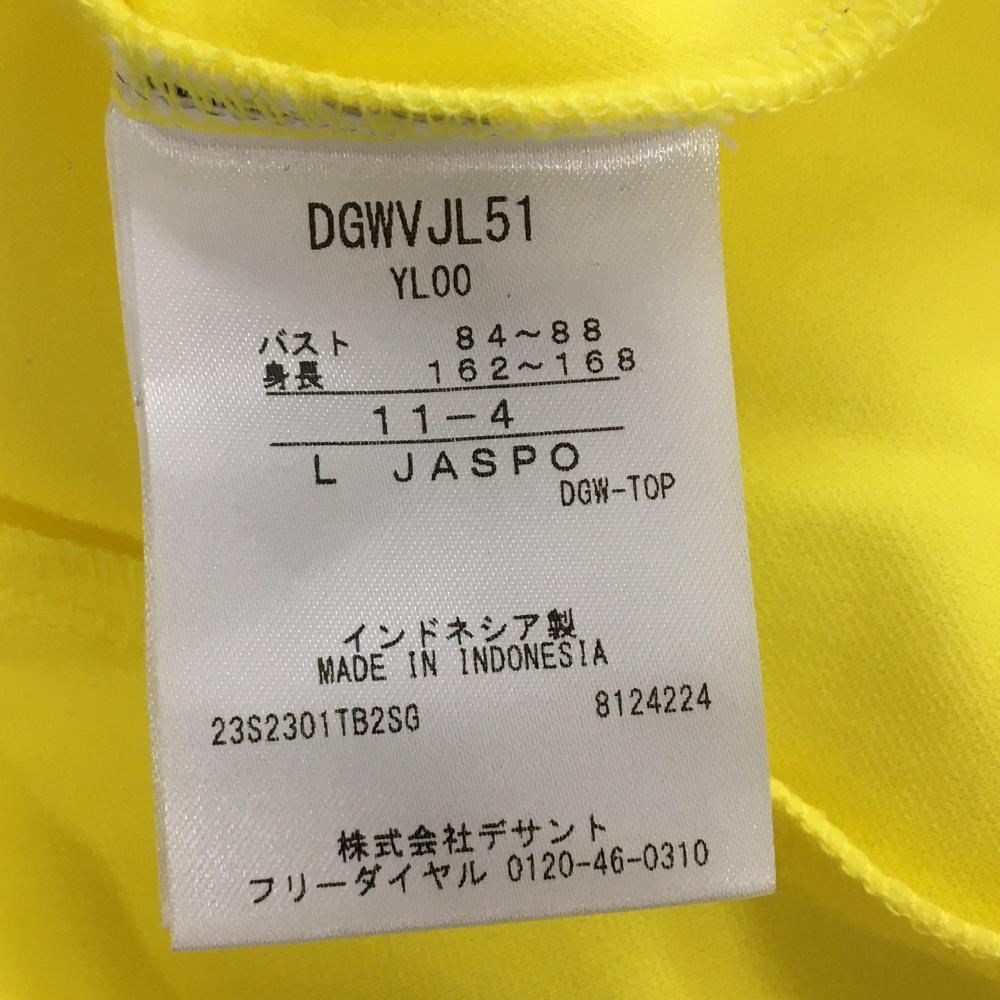 DGWVJL51
YL00
バスト 84～88
身長 162～168
11-4
L JASPO
DGW-TOP
インドネシア製
MADE IN INDONESIA
23S2301TB2SG 8124224
株式会社デサント
フリーダイヤル 0120-46-0310